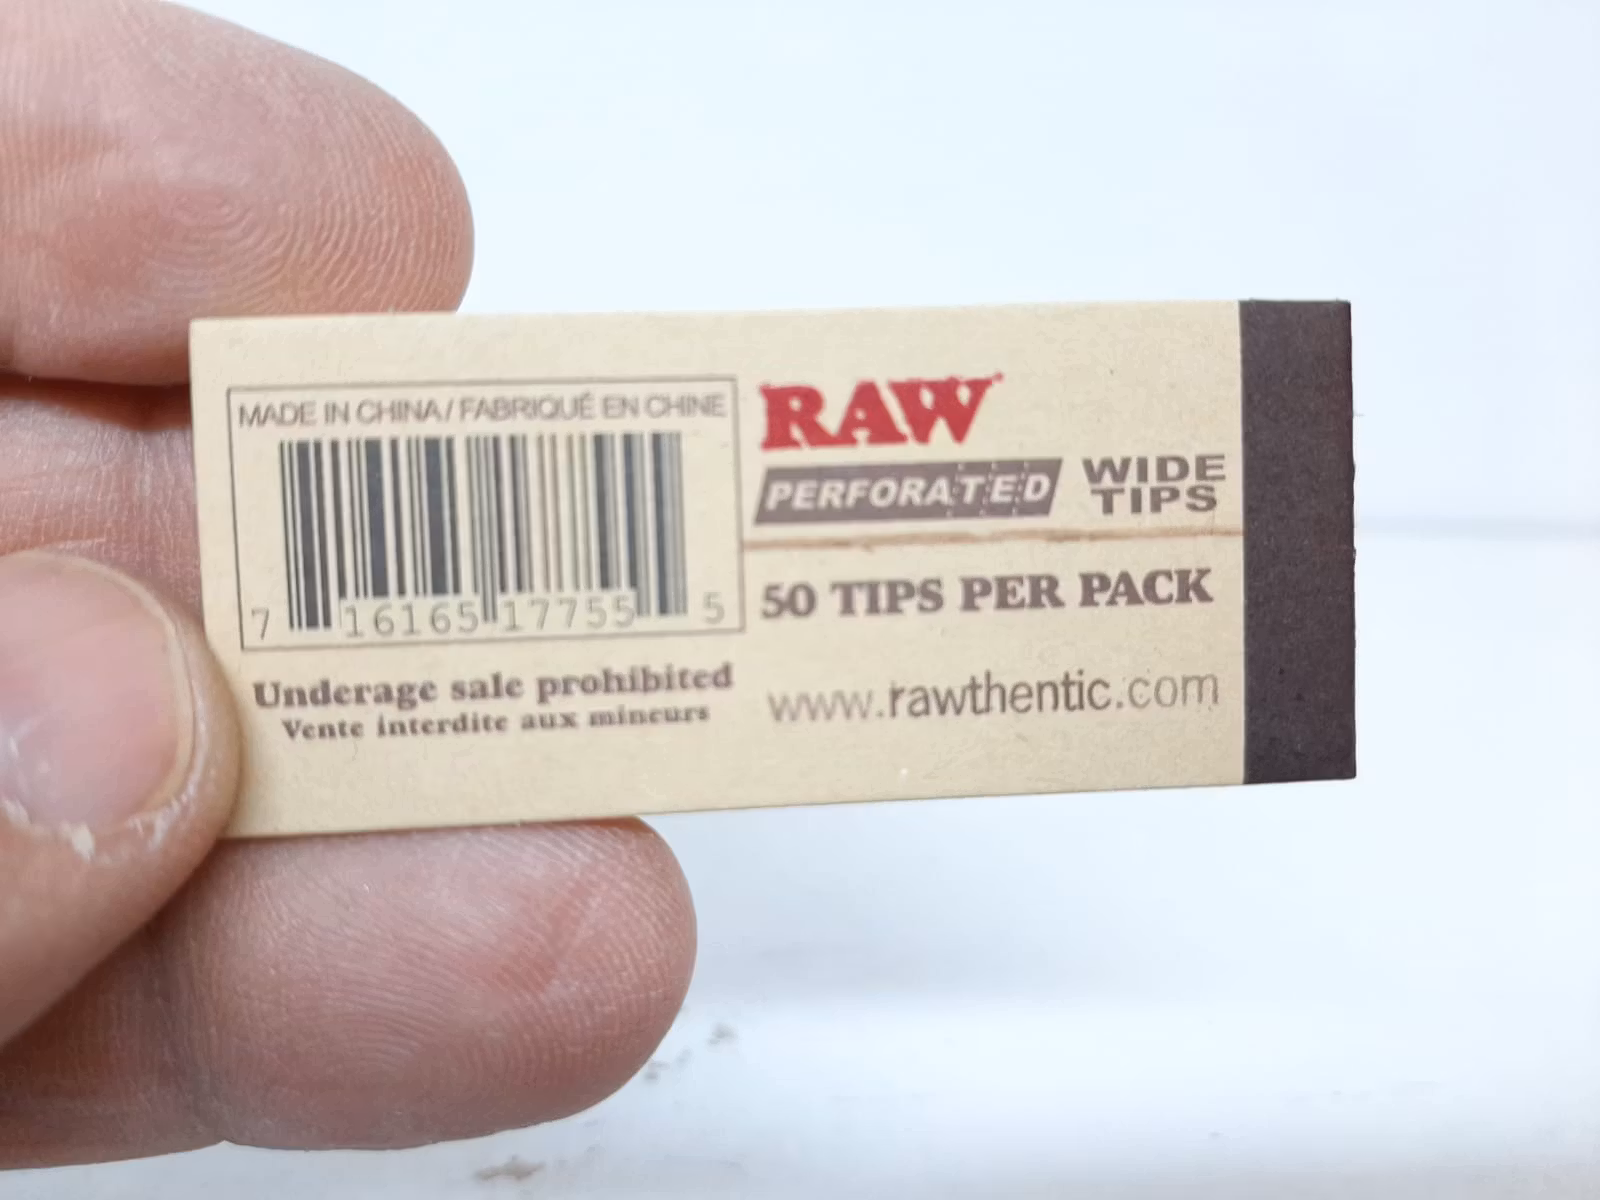 MADE IN CHINA / FABRIQUÉ EN CHINE
7 16165 17755 5
Underage sale prohibited
Vente interdite aux mineurs
RAW
PERFORATED WIDE TIPS
50 TIPS PER PACK
www.rawthentic.com